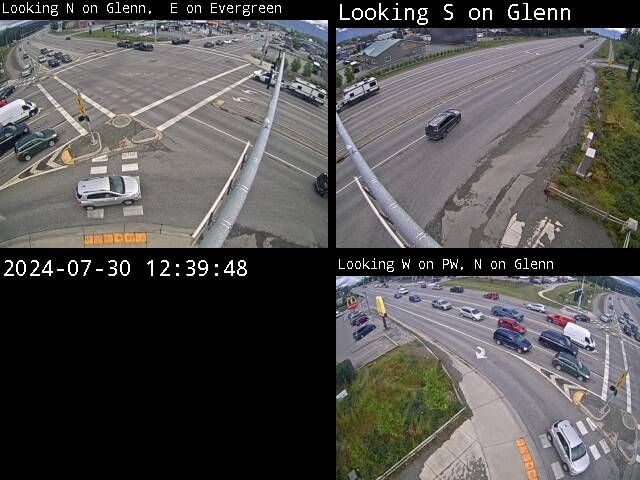 Looking N on Glenn,  E on Evergreen
Looking S on Glenn
2024-07-30 12:39:48
Looking W on PW, N on Glenn